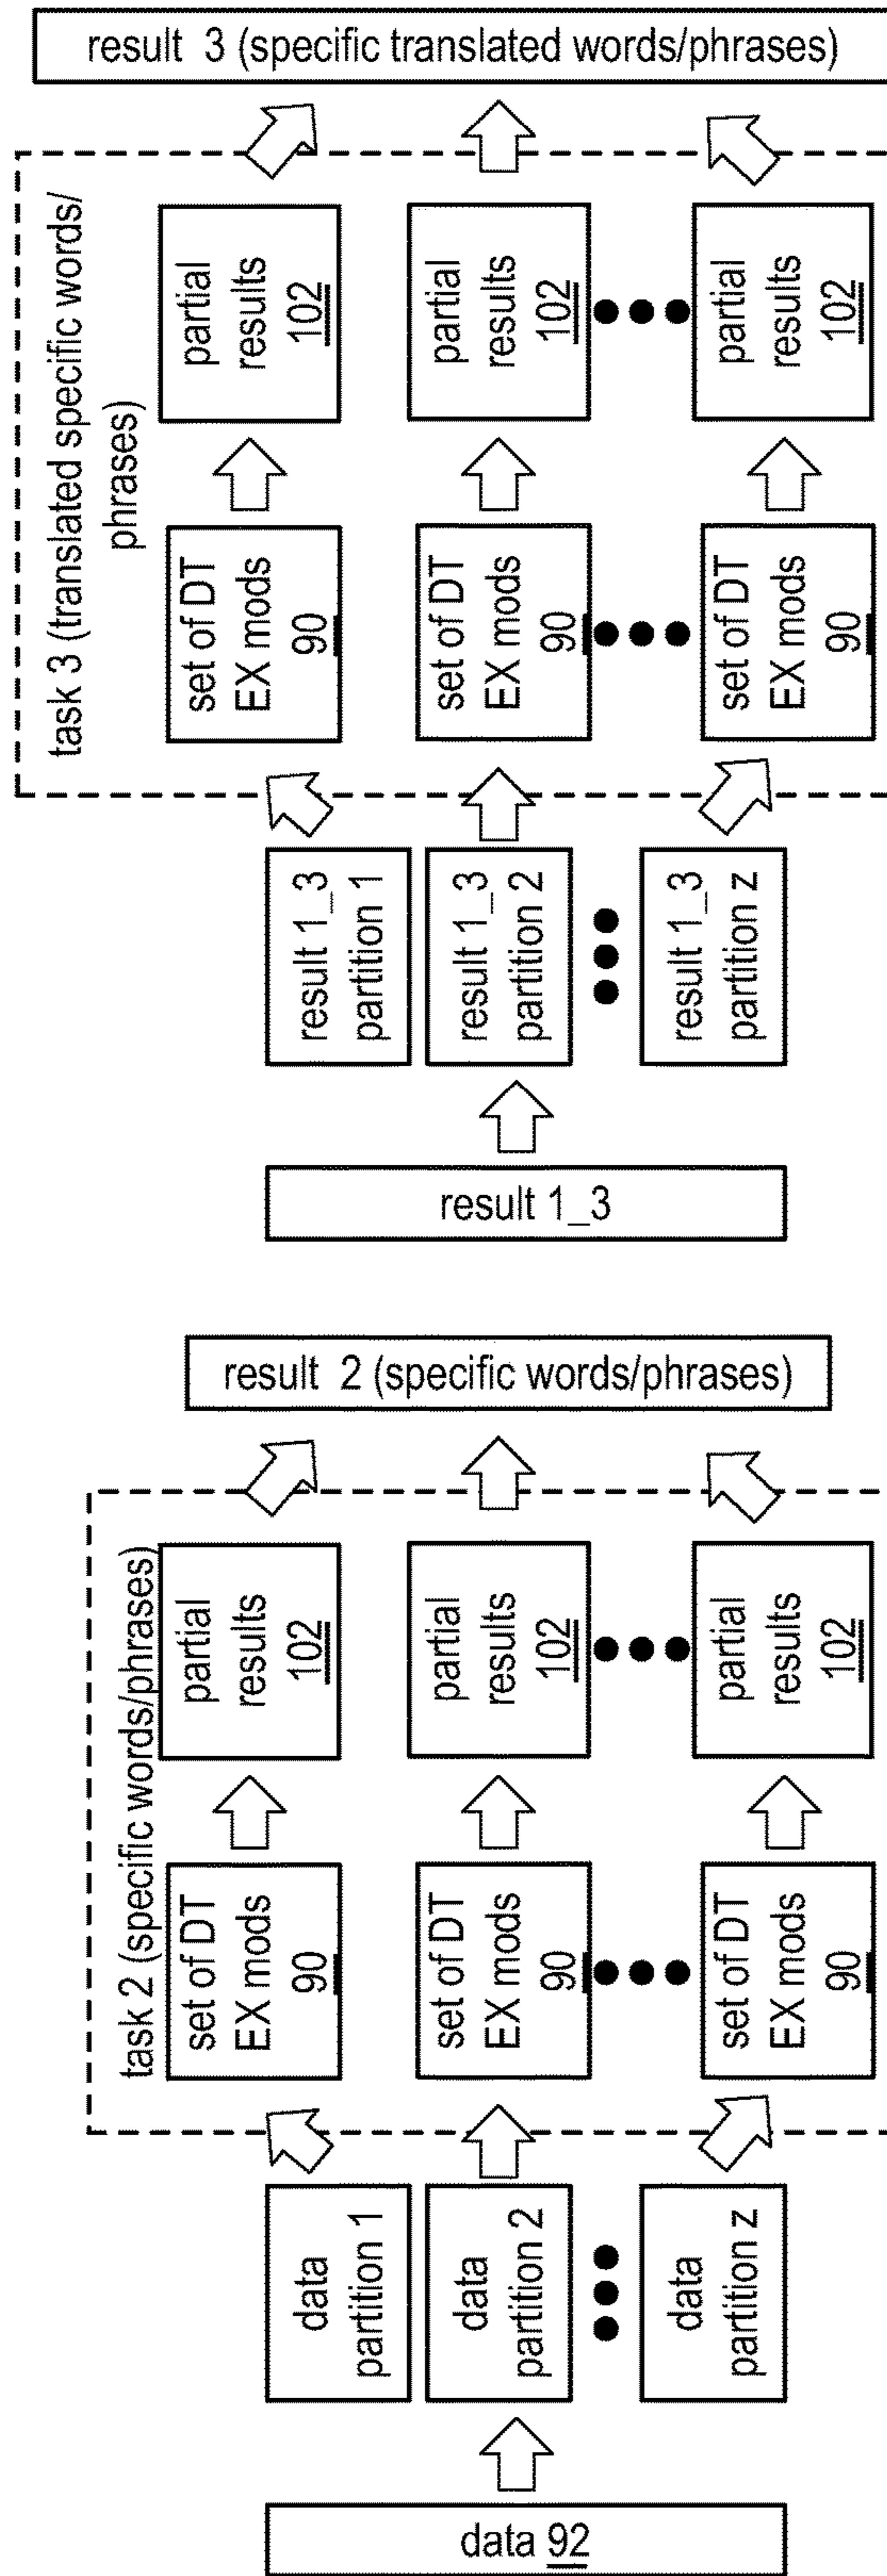 data 92
data
partition 1
data
partition 2
data
partition z
task 2 (specific words/phrases)
set of DT
EX mods
90
set of DT
EX mods
90
set of DT
EX mods
90
partial
results
102
partial
results
102
partial
results
102
result 2 (specific words/phrases)
result 1_3
result 1_3
partition 1
result 1_3
partition 2
result 1_3
partition z
task 3 (translated specific words/
phrases)
set of DT
EX mods
90
set of DT
EX mods
90
set of DT
EX mods
90
partial
results
102
partial
results
102
partial
results
102
result 3 (specific translated words/phrases)